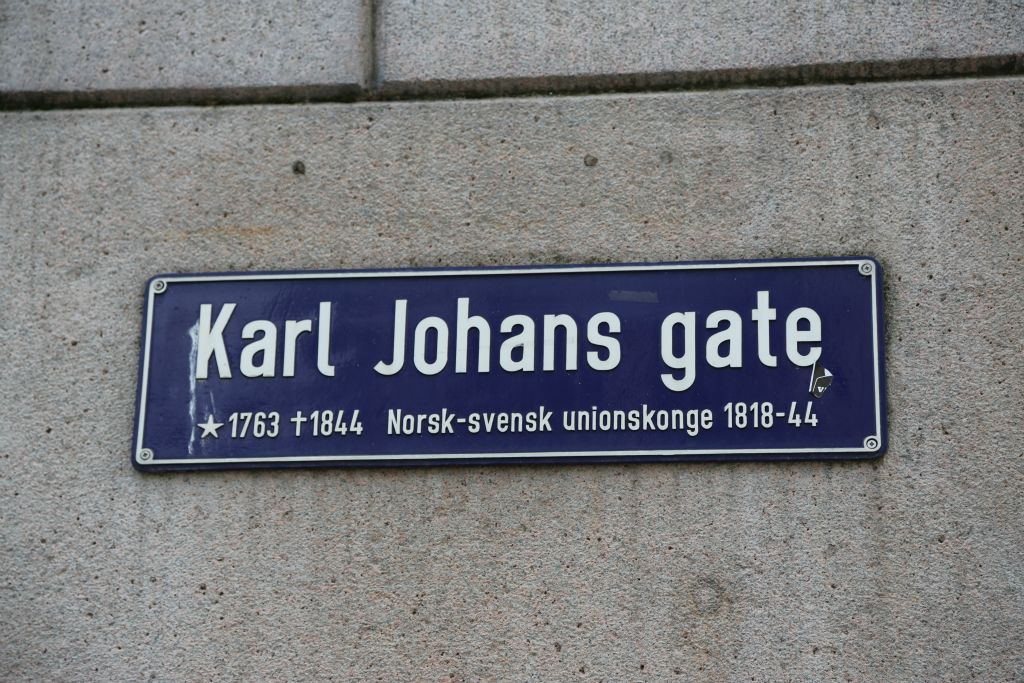 Karl Johans gate
★ 1763 ✝ 1844 Norsk-svensk unionskonge 1818-44